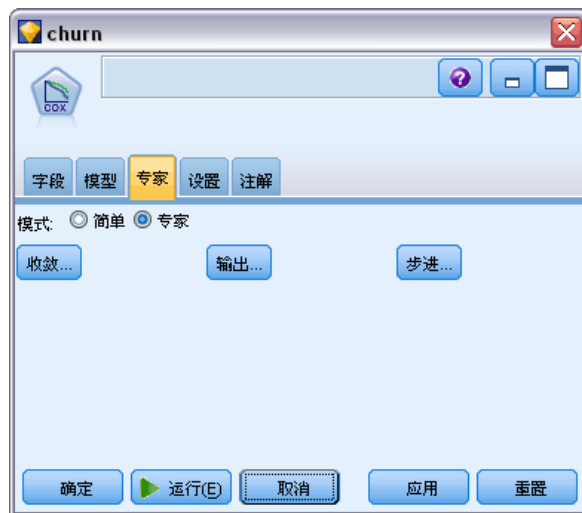 churn
COX
字段 模型 专家 设置 注解
模式: 简单 专家
收敛... 输出... 步进...
确定 运行(E) 取消 应用 重置